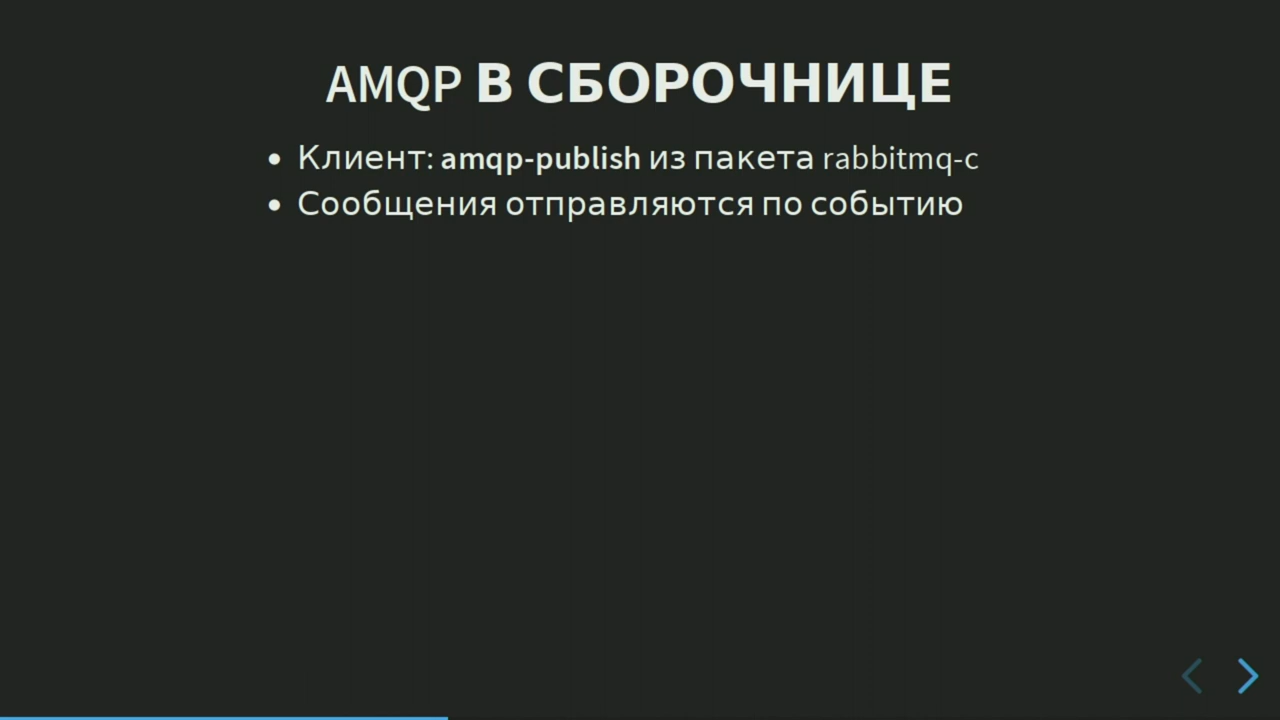 AMQP В СБОРОЧНИЦЕ
Клиент: amqp-publish из пакета rabbitmq-c
Сообщения отправляются по событию